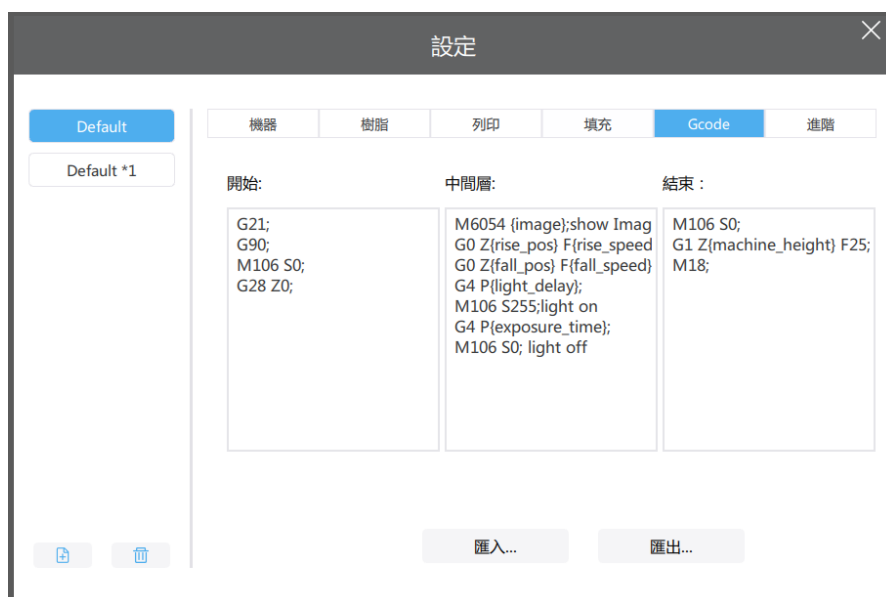 設定
Default
Default *1
機器
樹脂
列印
填充
Gcode
進階
開始:
G21;
G90;
M106 S0;
G28 Z0;
中間層:
M6054 {image};show Imag
G0 Z{rise_pos} F{rise_speed
G0 Z{fall_pos} F{fall_speed}
G4 P{light_delay};
M106 S255;light on
G4 P{exposure_time};
M106 S0; light off
結束：
M106 S0;
G1 Z{machine_height} F25;
M18;
匯入...
匯出...